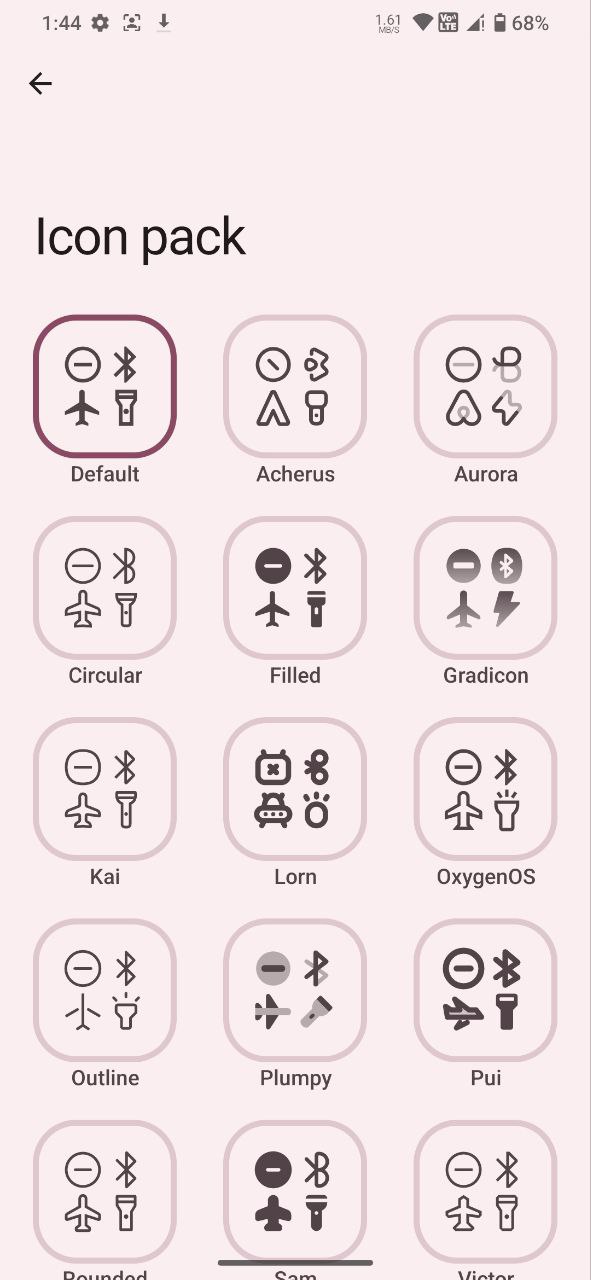 1:44 1.61 MB/S Vo LTE 68%
Icon pack
Default Acherus Aurora
Circular Filled Gradicon
Kai Lorn OxygenOS
Outline Plumpy Pui
Rounded Sam Victor